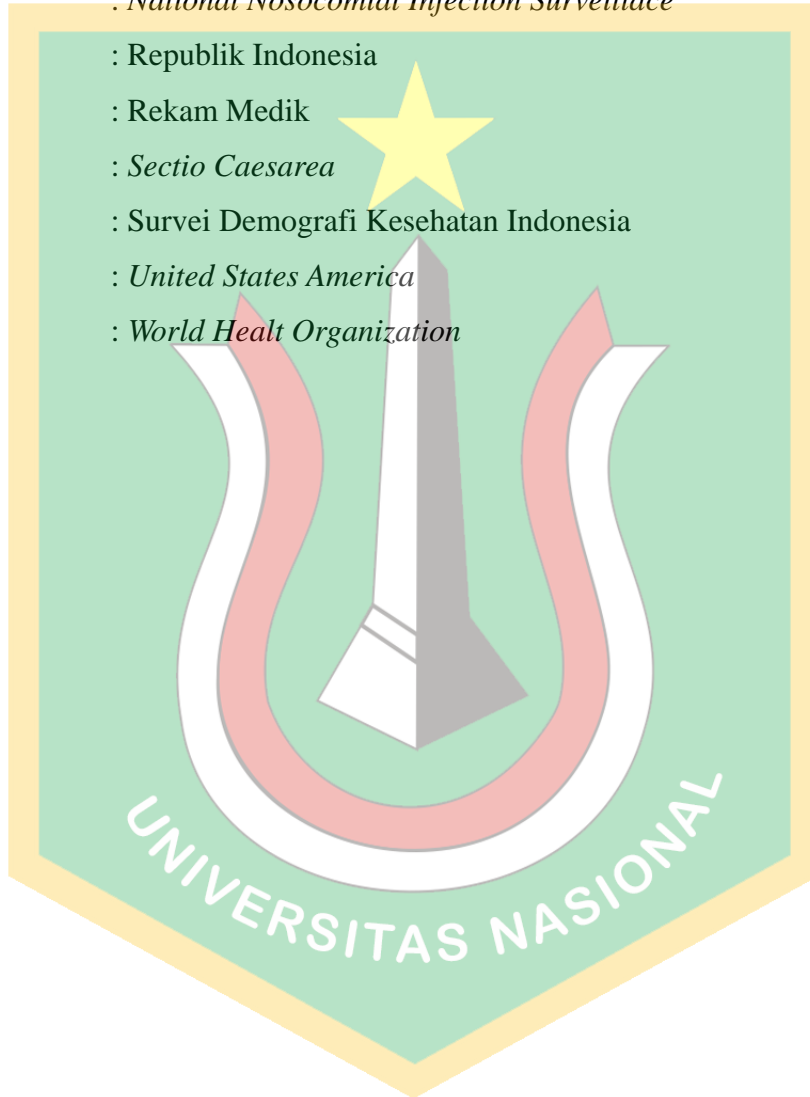 : National Nosocomial Injection Surveillace
: Republik Indonesia
: Rekam Medik
: Sectio Caesarea
: Survei Demografi Kesehatan Indonesia
: United States America
: World Healt Organization
UNIVERSITAS NASIONAL